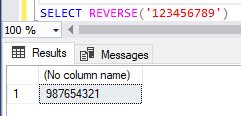 SELECT REVERSE('123456789')
100 %
Results Messages
(No column name)
1 987654321